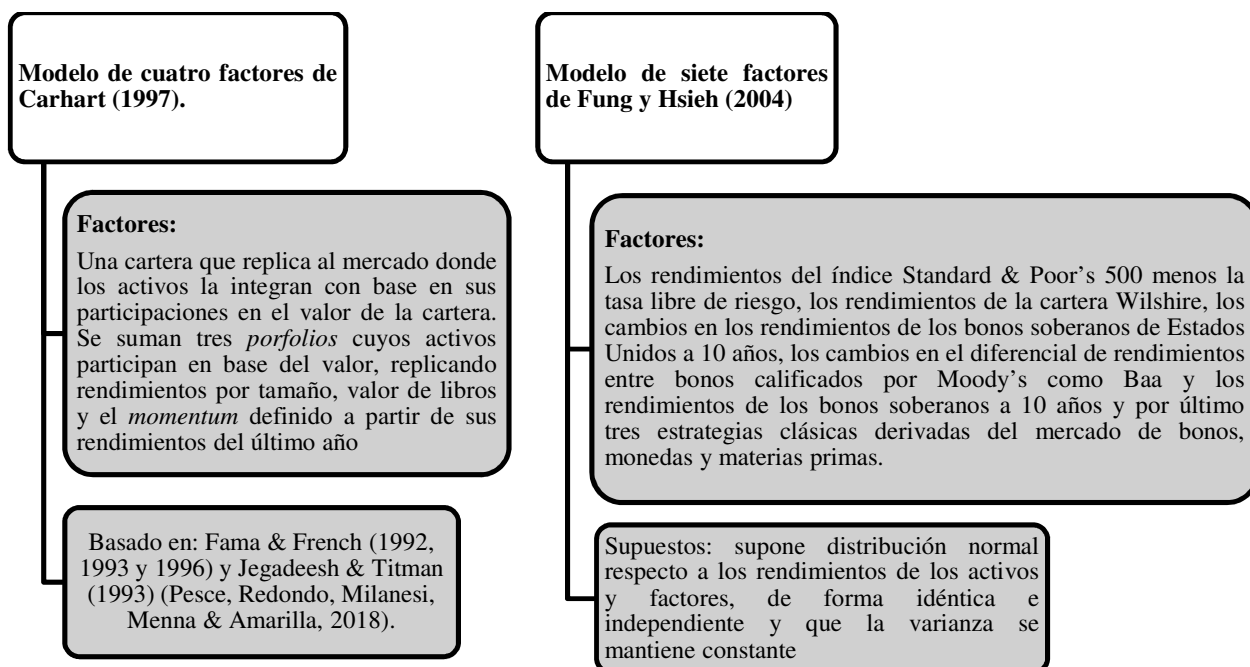 Modelo de cuatro factores de
Carhart (1997).
Factores:
Una cartera que replica al mercado donde
los activos la integran con base en sus
participaciones en el valor de la cartera.
Se suman tres porfolios cuyos activos
participan en base del valor, replicando
rendimientos por tamaño, valor de libros
y el momentum definido a partir de sus
rendimientos del último año
Basado en: Fama & French (1992,
1993 y 1996) y Jegadeesh & Titman
(1993) (Pesce, Redondo, Milanesi,
Menna & Amarilla, 2018).
Modelo de siete factores
de Fung y Hsieh (2004)
Factores:
Los rendimientos del índice Standard & Poor's 500 menos la
tasa libre de riesgo, los rendimientos de la cartera Wilshire, los
cambios en los rendimientos de los bonos soberanos de Estados
Unidos a 10 años, los cambios en el diferencial de rendimientos
entre bonos calificados por Moody's como Baa y los
rendimientos de los bonos soberanos a 10 años y por último
tres estrategias clásicas derivadas del mercado de bonos,
monedas y materias primas.
Supuestos: supone distribución normal
respecto a los rendimientos de los activos
y factores, de forma idéntica e
independiente y que la varianza se
mantiene constante